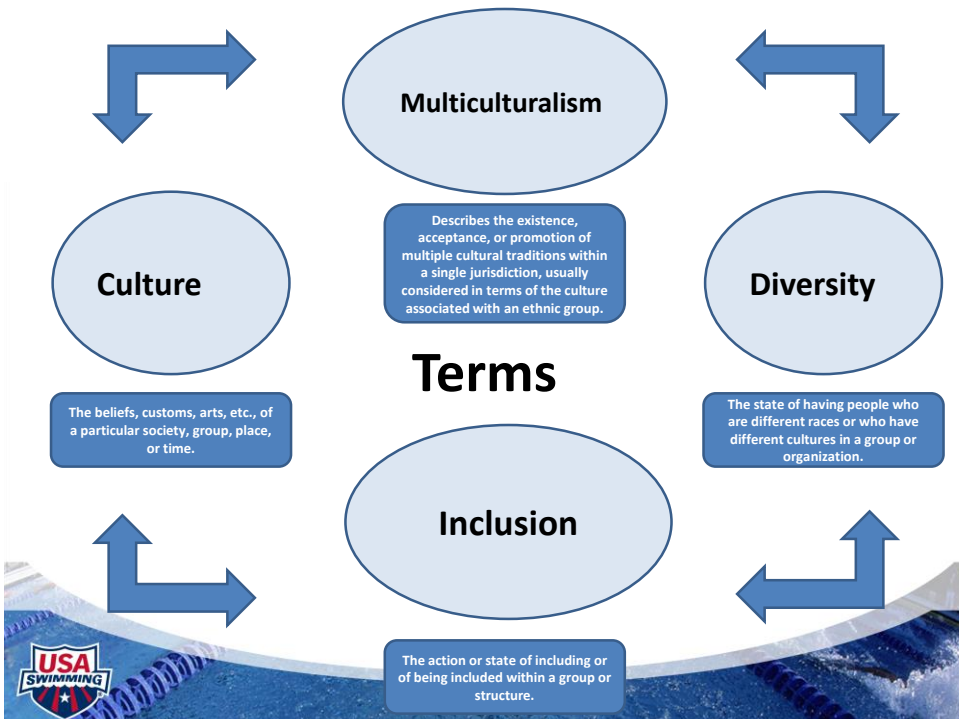 Multiculturalism
Describes the existence,
acceptance, or promotion of
multiple cultural traditions within
a single jurisdiction, usually
considered in terms of the culture
associated with an ethnic group.
Culture
The beliefs, customs, arts, etc., of
a particular society, group, place,
or time.
Diversity
The state of having people who
are different races or who have
different cultures in a group or
organization.
Terms
Inclusion
The action or state of including or
of being included within a group or
structure.
USA
SWIMMING